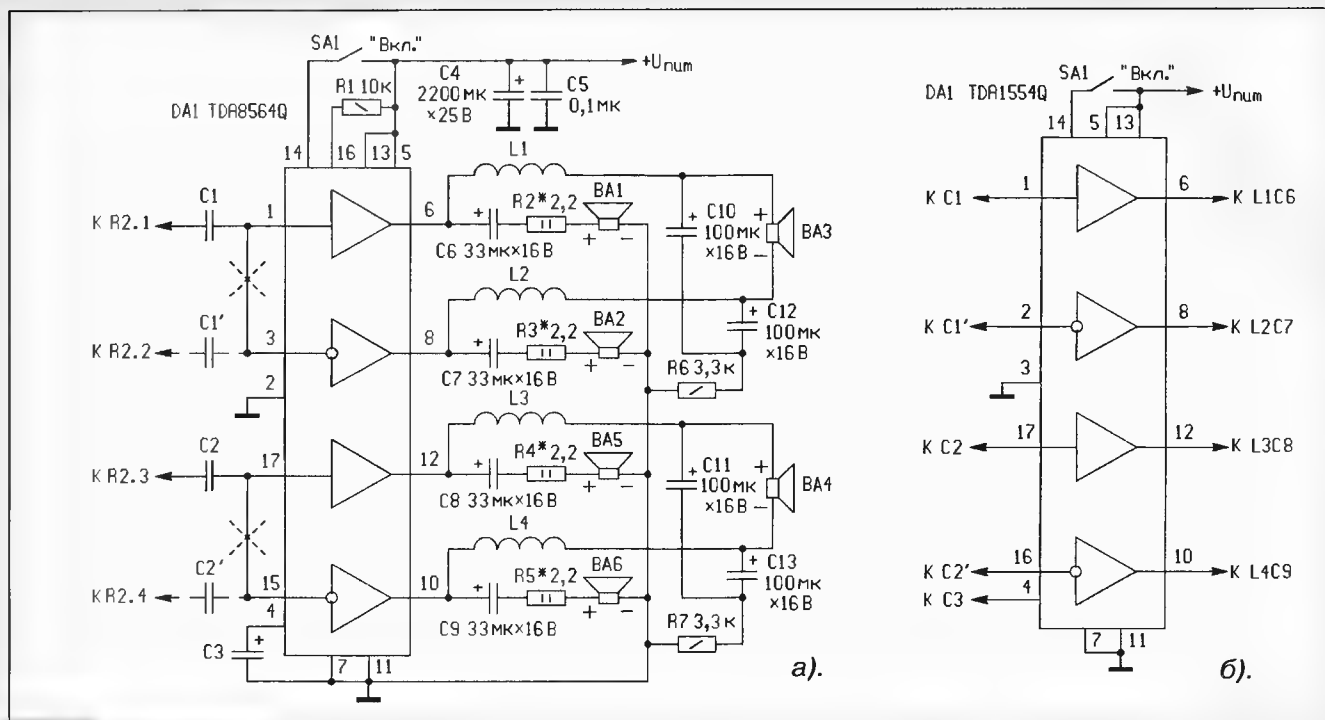 SA1 "Вкл."
+Uпит
R1 10к
C4
2200мк
×25В
C5
0,1мк
DA1 TDA8564Q
14 16 13 5
L1
C1
К R2.1
1
6
R2*2,2
BA1
+ -
C6 33мк×16В
+ C10
100мк
×16В
+
-
BA3
L2
C1'
К R2.2
3
8
R3*2,2
BA2
+ -
C7 33мк×16В
+ C12
100мк
×16В
2
R6 3,3к
L3
C2
К R2.3
17
12
R4*2,2
BA5
+ -
C8 33мк×16В
+ C11
100мк
×16В
+
-
BA4
L4
C2'
К R2.4
15
10
R5*2,2
BA6
+ -
C9 33мк×16В
+ C13
100мк
×16В
4
C3 +
R7 3,3к
7 11
а).
SA1 "Вкл."
+Uпит
DA1 TDA1554Q
14 5 13
К C1 1
6 К L1C6
К C1' 2
8 К L2C7
3
К C2 17
12 К L3C8
К C2' 16
10 К L4C9
К C3 4
7 11
б).